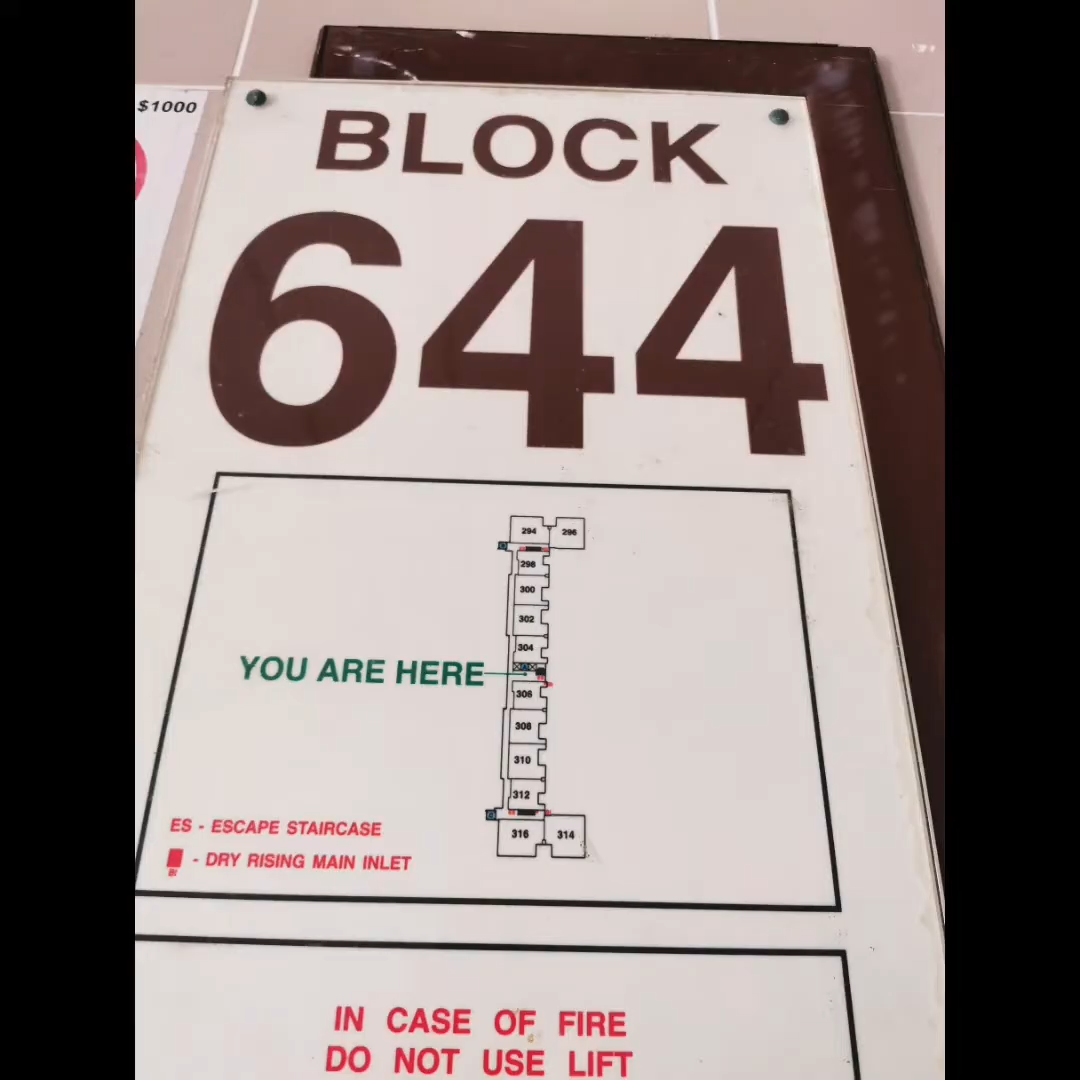 $1000
BLOCK
644
294 296
298
300
302
304
YOU ARE HERE
306
308
310
312
316 314
ES - ESCAPE STAIRCASE
- DRY RISING MAIN INLET
IN CASE OF FIRE
DO NOT USE LIFT